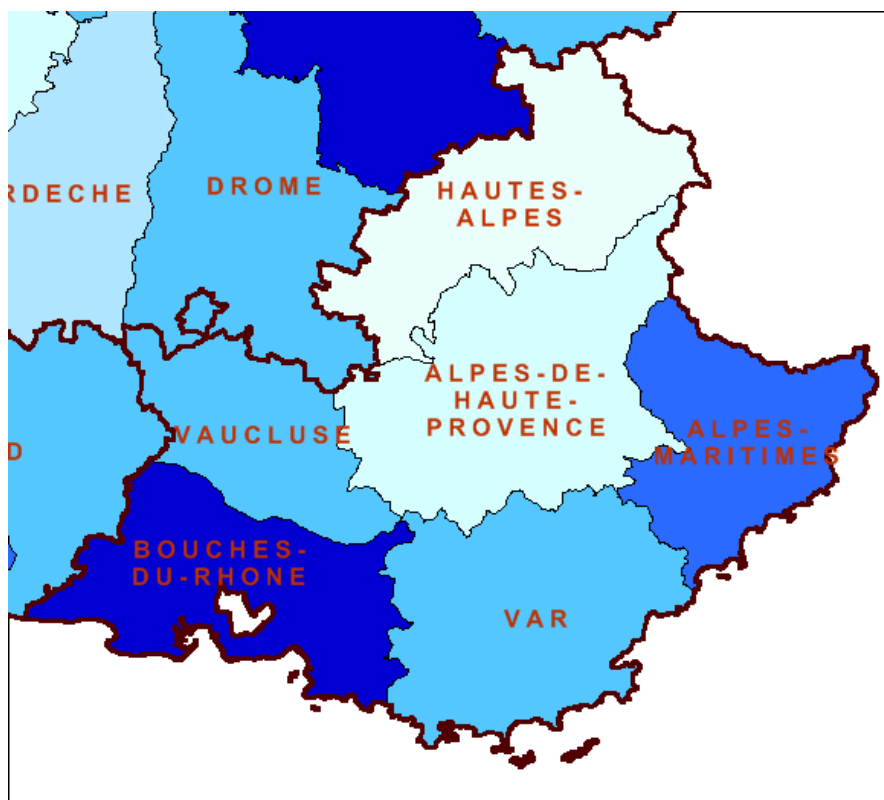 DROME
RDECHE
HAUTES-
ALPES
ALPES-DE-
HAUTE-
PROVENCE
VAUCLUSE
ALPES-
MARITIMES
D
BOUCHES-
DU-RHONE
VAR